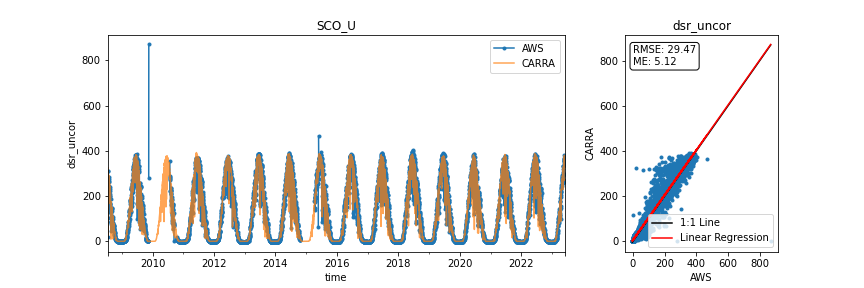 SCO_U
dsr_uncor
800
600
400
200
0
dsr_uncor
AWS
CARRA
2010
2012
2014
2016
2018
2020
2022
time
RMSE: 29.47
ME: 5.12
800
600
400
200
0
CARRA
1:1 Line
Linear Regression
0
200
400
600
800
AWS